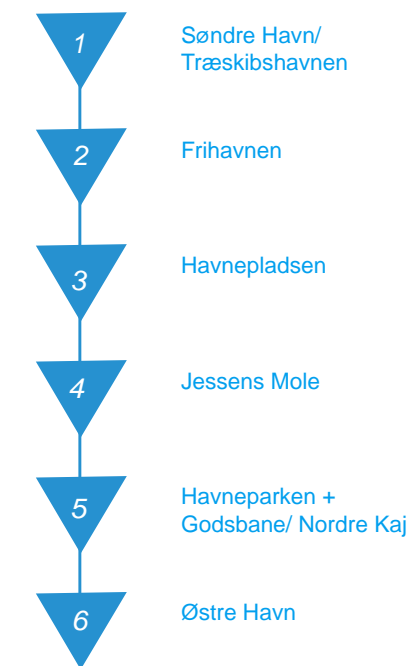 1
Søndre Havn/
Træskibshavnen
2
Frihavnen
3
Havnepladsen
4
Jessens Mole
5
Havneparken +
Godsbane/ Nordre Kaj
6
Østre Havn